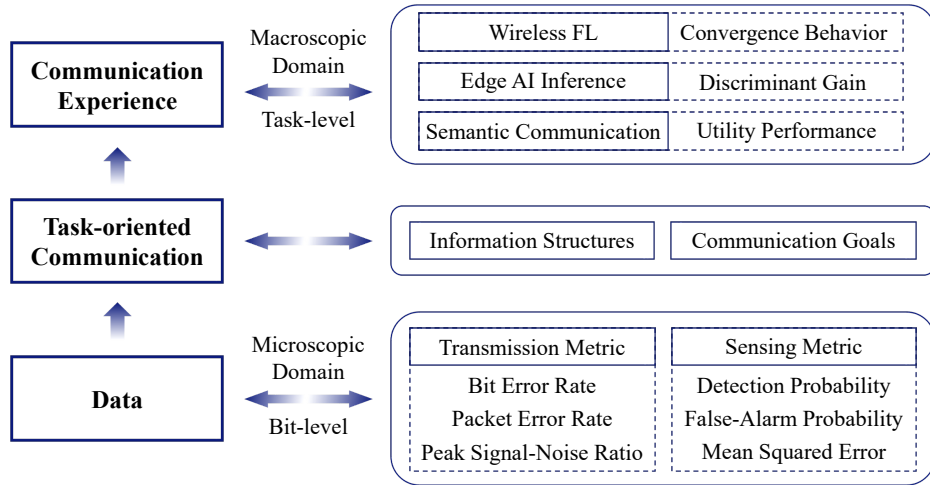 Communication
Experience
Macroscopic
Domain
Task-level
Wireless FL
Convergence Behavior
Edge AI Inference
Discriminant Gain
Semantic Communication
Utility Performance
Task-oriented
Communication
Information Structures
Communication Goals
Data
Microscopic
Domain
Bit-level
Transmission Metric
Bit Error Rate
Packet Error Rate
Peak Signal-Noise Ratio
Sensing Metric
Detection Probability
False-Alarm Probability
Mean Squared Error